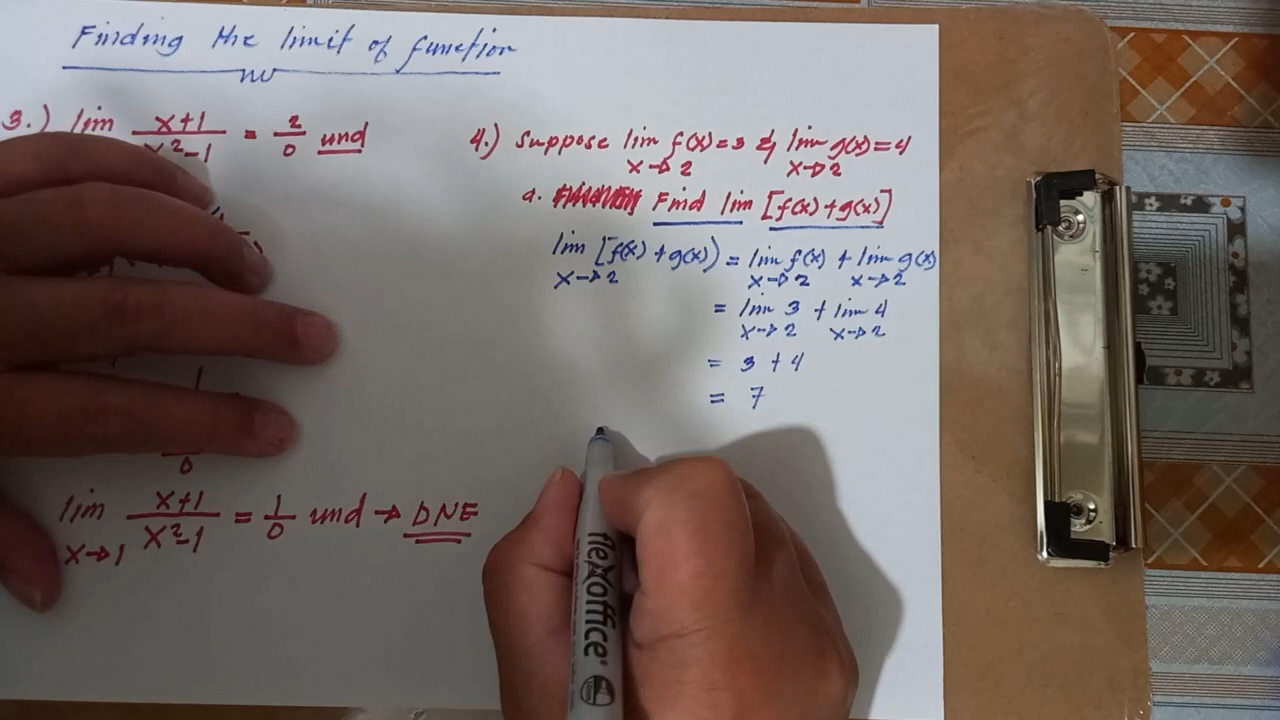 Finding the limit of function
3.) lim x+1/x²-1 = 2/0 und
1/0
lim x→1 x+1/x²-1 = 1/0 und → DNE
4.) Suppose lim x→2 f(x)=3 & lim x→2 g(x)=4
a. Find lim [f(x)+g(x)]
lim x→2 [f(x)+g(x)) = lim x→2 f(x) + lim x→2 g(x)
= lim x→2 3 + lim x→2 4
= 3 + 4
= 7
flexoffice